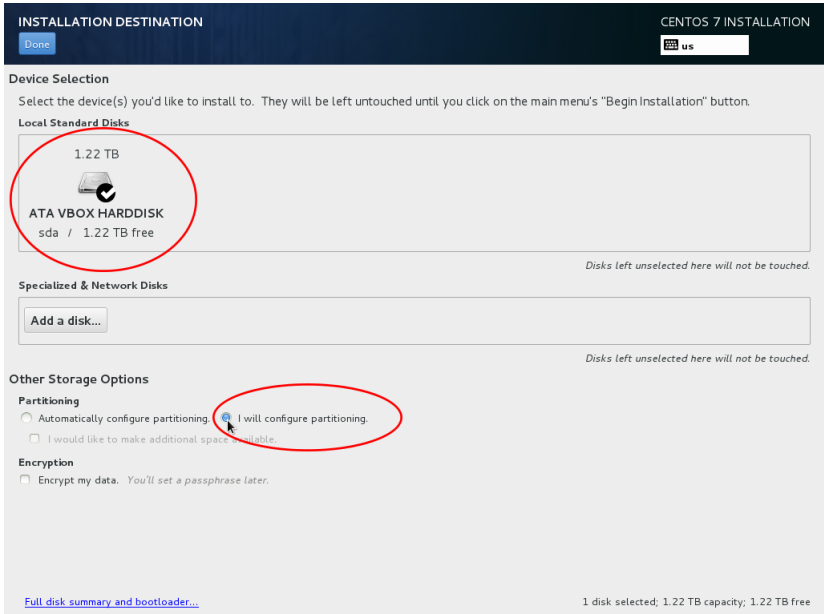 INSTALLATION DESTINATION
CENTOS 7 INSTALLATION
Done
us
Device Selection
Select the device(s) you'd like to install to. They will be left untouched until you click on the main menu's "Begin Installation" button.
Local Standard Disks
1.22 TB
ATA VBOX HARDDISK
sda / 1.22 TB free
Disks left unselected here will not be touched.
Specialized & Network Disks
Add a disk...
Disks left unselected here will not be touched.
Other Storage Options
Partitioning
Automatically configure partitioning. I will configure partitioning.
I would like to make additional space available.
Encryption
Encrypt my data. You'll set a passphrase later.
Full disk summary and bootloader...
1 disk selected; 1.22 TB capacity; 1.22 TB free